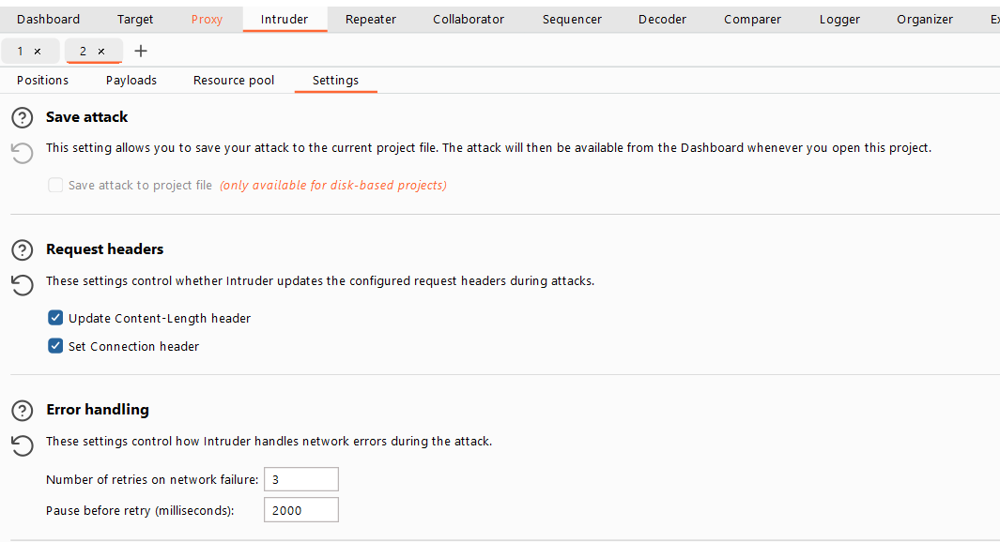 Dashboard Target Proxy Intruder Repeater Collaborator Sequencer Decoder Comparer Logger Organizer
1 × 2 × +
Positions Payloads Resource pool Settings
? Save attack
This setting allows you to save your attack to the current project file. The attack will then be available from the Dashboard whenever you open this project.
Save attack to project file (only available for disk-based projects)
? Request headers
These settings control whether Intruder updates the configured request headers during attacks.
Update Content-Length header
Set Connection header
? Error handling
These settings control how Intruder handles network errors during the attack.
Number of retries on network failure: 3
Pause before retry (milliseconds): 2000